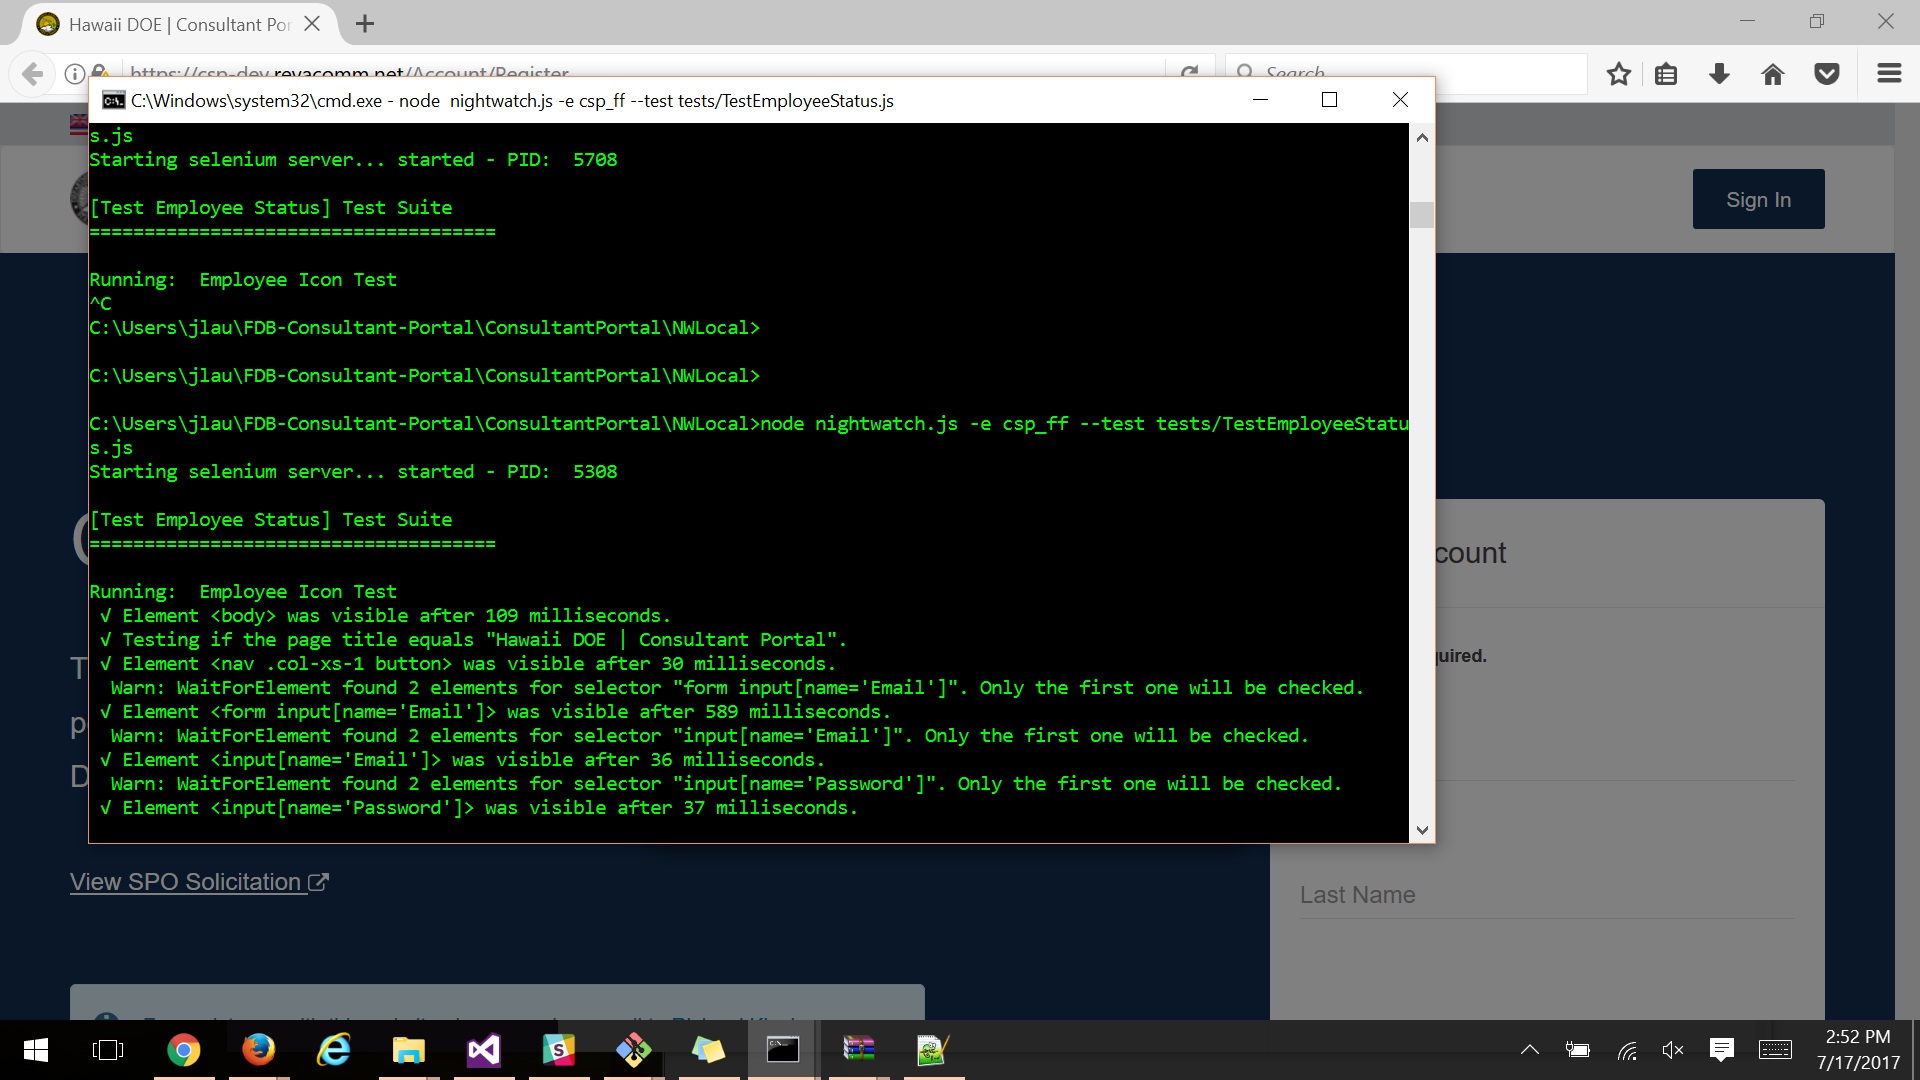 Hawaii DOE | Consultant Por
https://csp-dev.revacomm.net/Account/Register
Search
C:\Windows\system32\cmd.exe - node  nightwatch.js -e csp_ff --test tests/TestEmployeeStatus.js
s.js
Starting selenium server... started - PID:  5708
[Test Employee Status] Test Suite
=====================================
Running:  Employee Icon Test
^C
C:\Users\jlau\FDB-Consultant-Portal\ConsultantPortal\NWLocal>
C:\Users\jlau\FDB-Consultant-Portal\ConsultantPortal\NWLocal>
C:\Users\jlau\FDB-Consultant-Portal\ConsultantPortal\NWLocal>node nightwatch.js -e csp_ff --test tests/TestEmployeeStatu
s.js
Starting selenium server... started - PID:  5308
[Test Employee Status] Test Suite
=====================================
Running:  Employee Icon Test
√ Element <body> was visible after 109 milliseconds.
√ Testing if the page title equals "Hawaii DOE | Consultant Portal".
√ Element <nav .col-xs-1 button> was visible after 30 milliseconds.
Warn: WaitForElement found 2 elements for selector "form input[name='Email']". Only the first one will be checked.
√ Element <form input[name='Email']> was visible after 589 milliseconds.
Warn: WaitForElement found 2 elements for selector "input[name='Email']". Only the first one will be checked.
√ Element <input[name='Email']> was visible after 36 milliseconds.
Warn: WaitForElement found 2 elements for selector "input[name='Password']". Only the first one will be checked.
√ Element <input[name='Password']> was visible after 37 milliseconds.
Sign In
count
quired.
T
p
D
View SPO Solicitation
Last Name
2:52 PM
7/17/2017